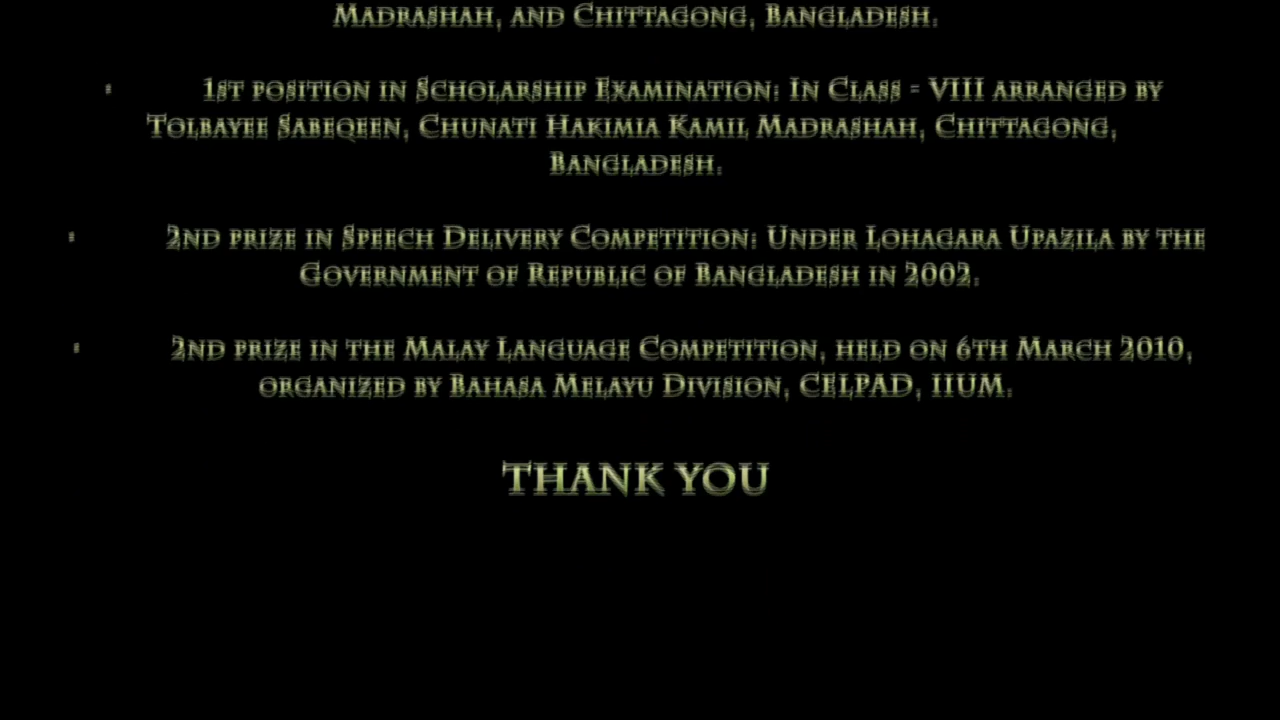 Madrashah, and Chittagong, Bangladesh.
· 1st position in Scholarship Examination: In Class - VIII arranged by
Tolbayee Sabeqeen, Chunati Hakimia Kamil Madrashah, Chittagong,
Bangladesh.
· 2nd prize in Speech Delivery Competition: Under Lohagara Upazila by the
Government of Republic of Bangladesh in 2002.
· 2nd prize in the Malay Language Competition, held on 6th March 2010,
organized by Bahasa Melayu Division, CELPAD, IIUM.
THANK YOU